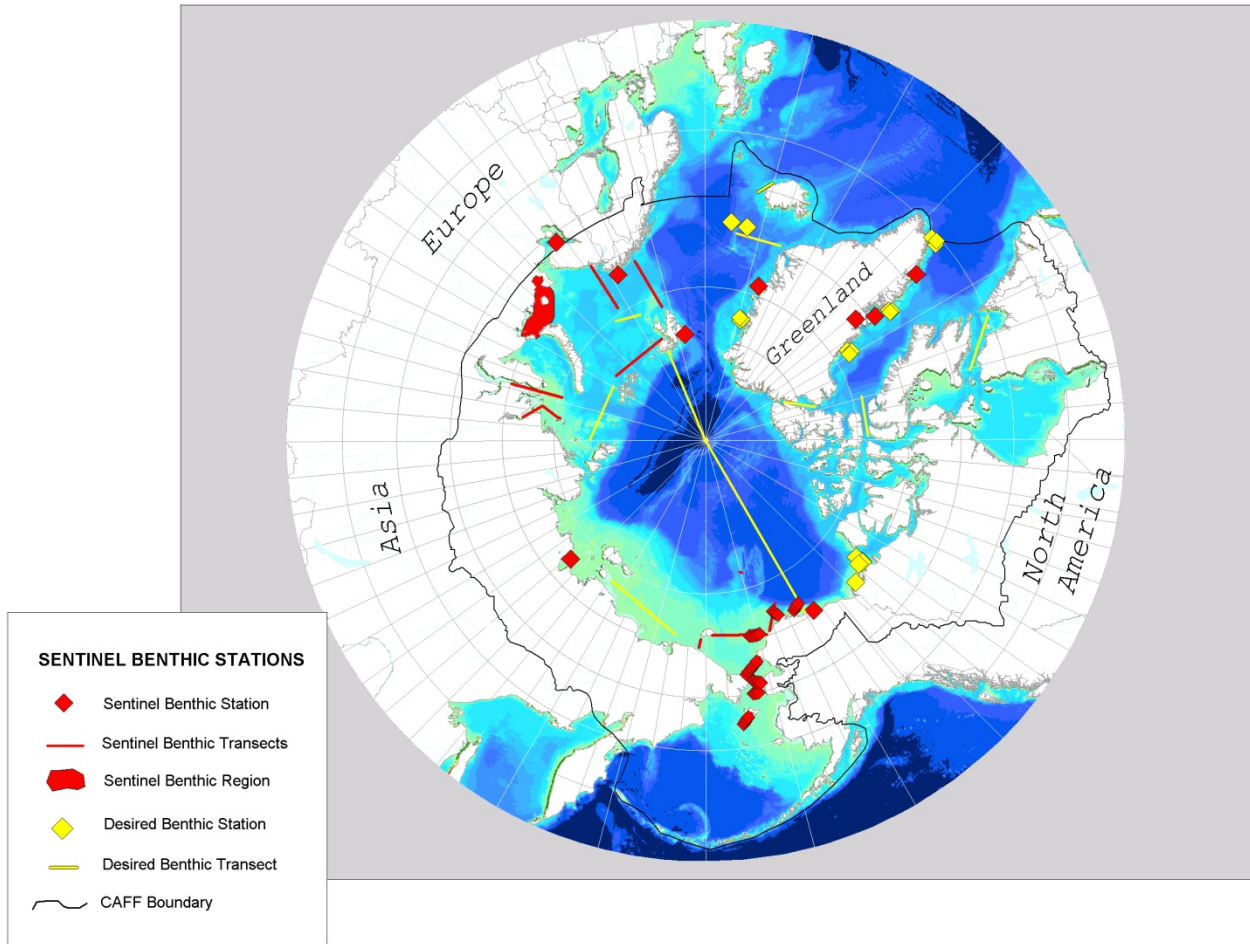 Europe
Greenland
Asia
North
America
SENTINEL BENTHIC STATIONS
Sentinel Benthic Station
Sentinel Benthic Transects
Sentinel Benthic Region
Desired Benthic Station
Desired Benthic Transect
CAFF Boundary